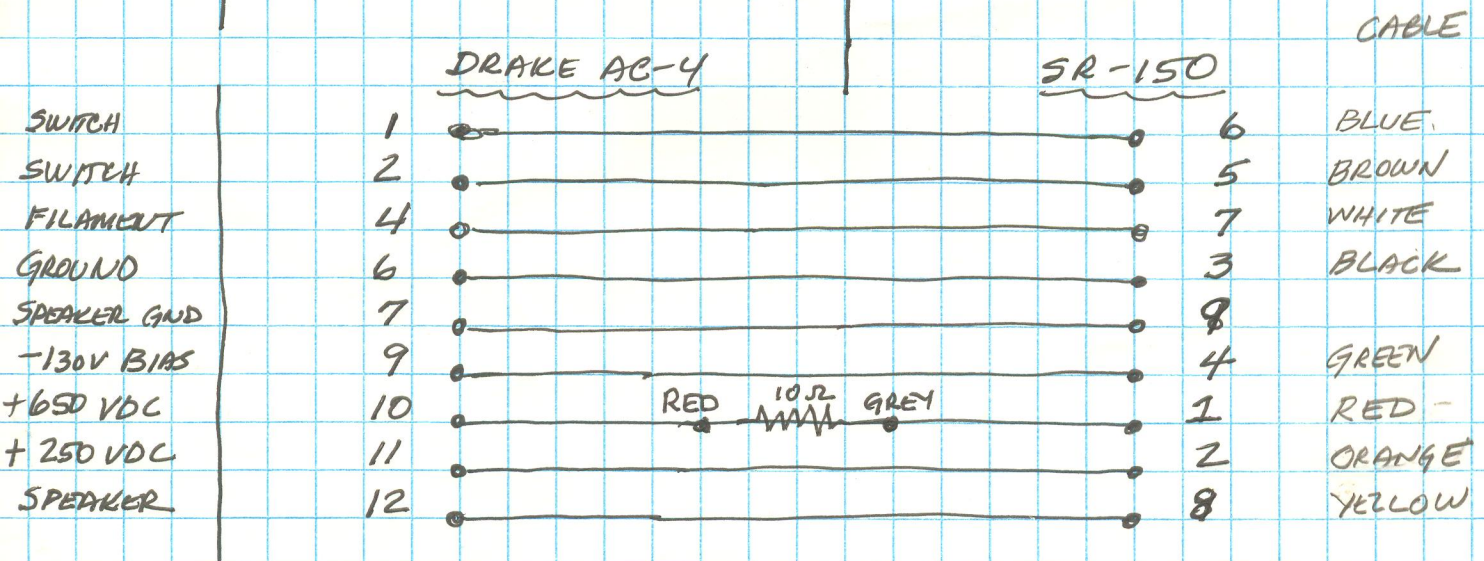 CABLE
DRAKE AC-4 SR-150
SWITCH 1 6 BLUE.
SWITCH 2 5 BROWN
FILAMENT 4 7 WHITE
GROUND 6 3 BLACK
SPEAKER GND 7
-130V BIAS 9 4 GREEN
+650 VDC 10 RED 10Ω GREY 1 RED -
+250 VDC 11 2 ORANGE
SPEAKER 12 8 YELLOW